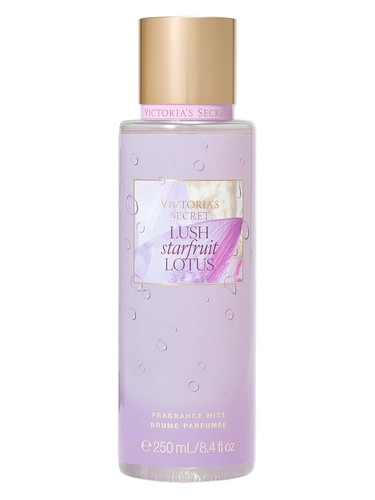 VICTORIA'S SECRET
VICTORIA'S
SECRET
LUSH
starfruit
LOTUS
FRAGRANCE MIST
BRUME PARFUMÉE
℮ 250 mL/8.4 fl oz